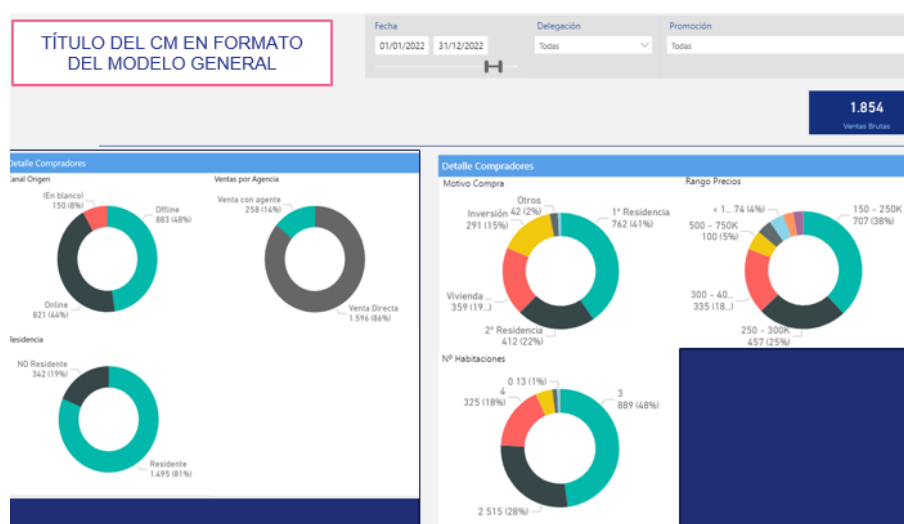 TÍTULO DEL CM EN FORMATO
DEL MODELO GENERAL
Fecha
01/01/2022 31/12/2022
Delegación
Todas
Promoción
Todas
1.854
Ventas Brutas
Detalle Compradores
Canal Origen
(En blanco)
150 (8%)
Offline
883 (48%)
Online
821 (44%)
Ventas por Agencia
Venta con agente
258 (14%)
Venta Directa
1.596 (86%)
Residencia
NO Residente
342 (19%)
Residente
1.495 (81%)
Detalle Compradores
Motivo Compra
Otros
42 (2%)
Inversión
291 (15%)
1ª Residencia
762 (41%)
Vivienda ...
359 (19...)
2ª Residencia
412 (22%)
Rango Precios
< 1... 74 (4%)
500 - 750K
100 (5%)
150 - 250K
707 (38%)
300 - 40...
335 (18...)
250 - 300K
457 (25%)
Nº Habitaciones
0 13 (1%)
4
325 (18%)
3
889 (48%)
2 515 (28%)